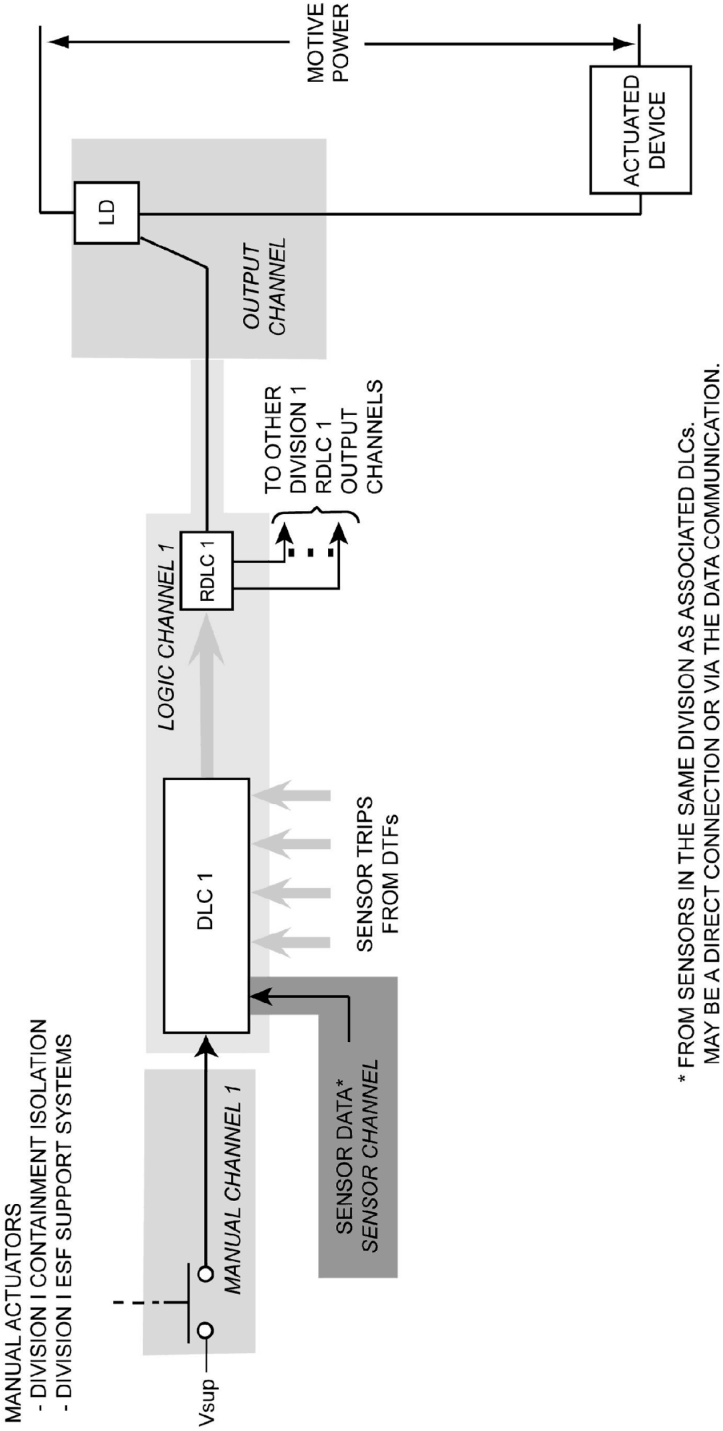 MANUAL ACTUATORS
- DIVISION I CONTAINMENT ISOLATION
- DIVISION I ESF SUPPORT SYSTEMS
Vsup
MANUAL CHANNEL 1
SENSOR DATA*
SENSOR CHANNEL
DLC 1
SENSOR TRIPS
FROM DTFs
LOGIC CHANNEL 1
RDLC 1
TO OTHER
DIVISION 1
RDLC 1
OUTPUT
CHANNELS
OUTPUT
CHANNEL
LD
MOTIVE
POWER
ACTUATED
DEVICE
* FROM SENSORS IN THE SAME DIVISION AS ASSOCIATED DLCs.
MAY BE A DIRECT CONNECTION OR VIA THE DATA COMMUNICATION.